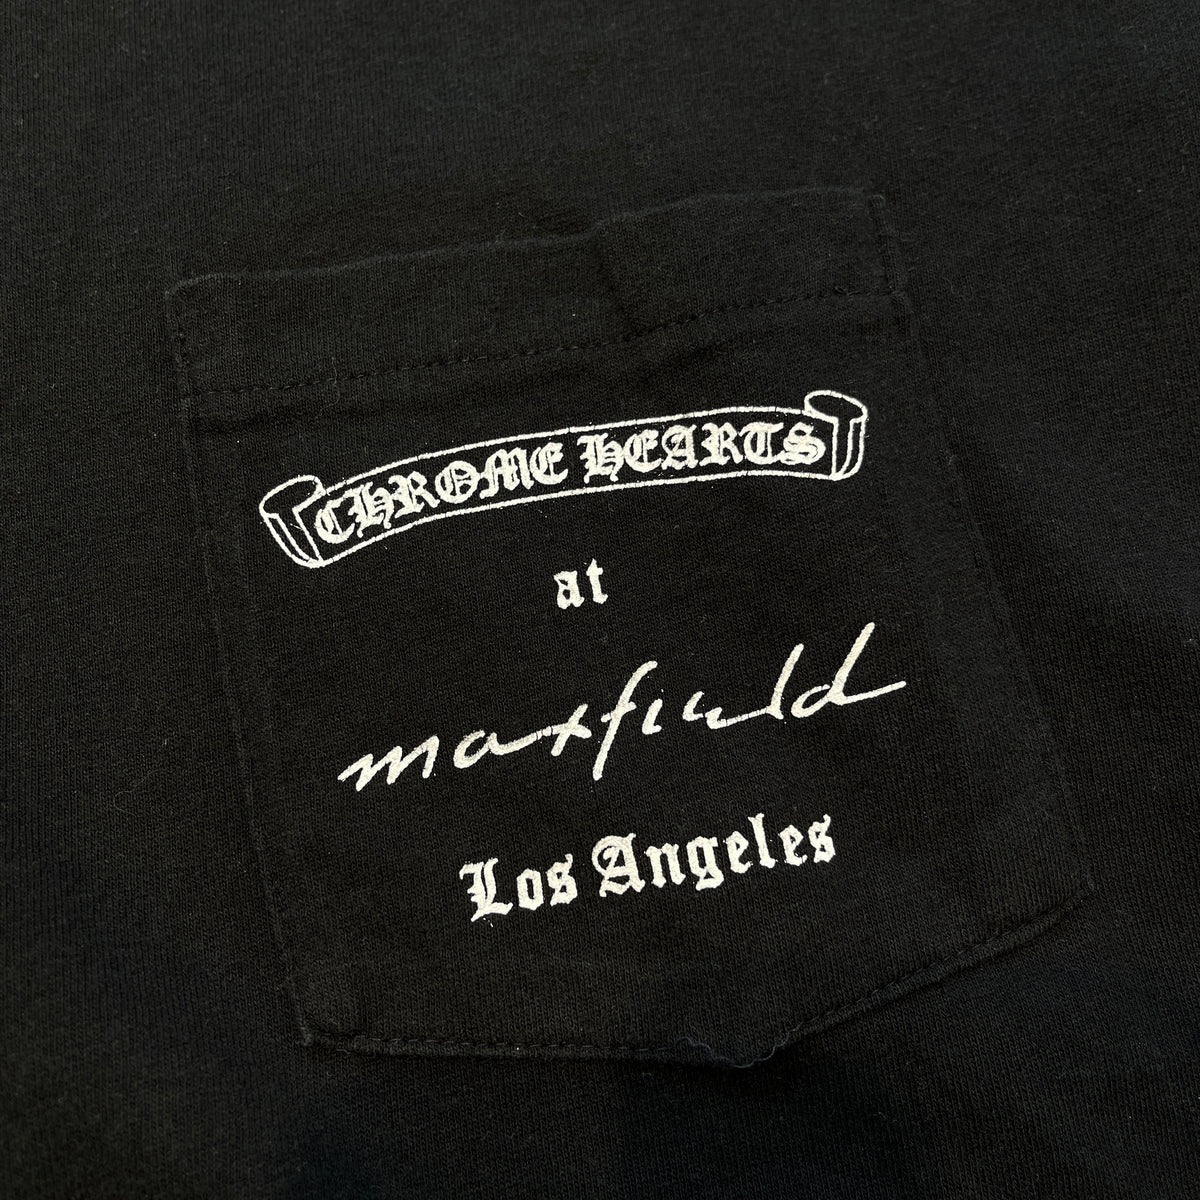 CHROME HEARTS
at
maxfield
Los Angeles